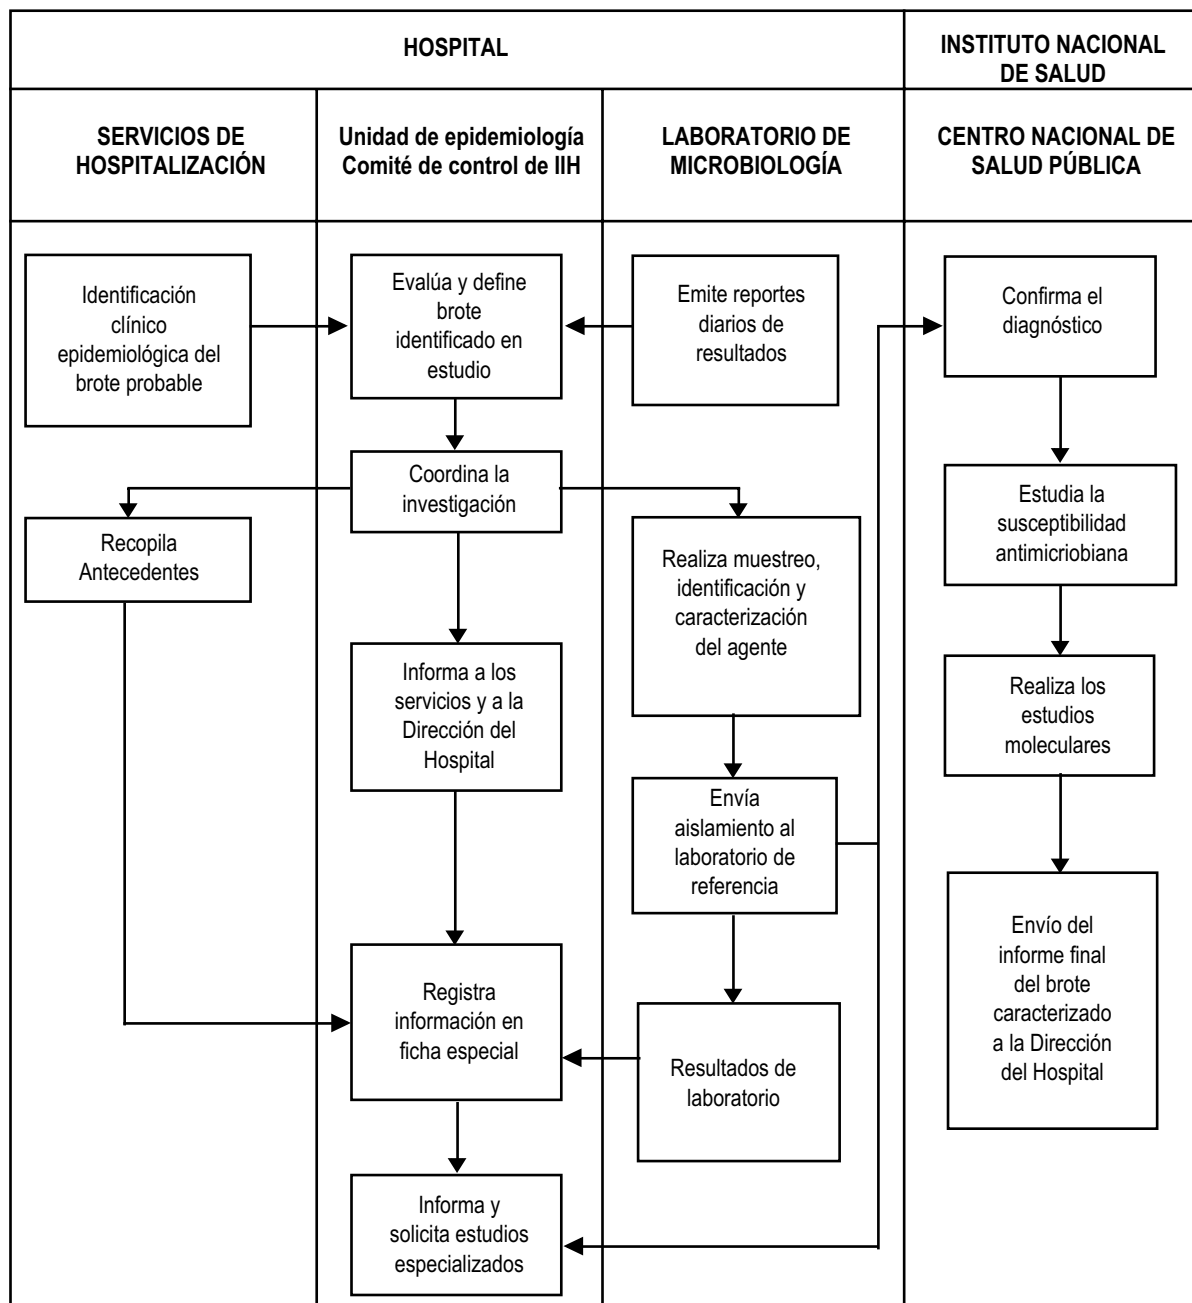 HOSPITAL
INSTITUTO NACIONAL
DE SALUD
SERVICIOS DE
HOSPITALIZACIÓN
Unidad de epidemiología
Comité de control de IIH
LABORATORIO DE
MICROBIOLOGÍA
CENTRO NACIONAL DE
SALUD PÚBLICA
Identificación
clínico
epidemiológica del
brote probable
Evalúa y define
brote
identificado en
estudio
Emite reportes
diarios de
resultados
Confirma el
diagnóstico
Coordina la
investigación
Recopila
Antecedentes
Realiza muestreo,
identificación y
caracterización
del agente
Estudia la
susceptibilidad
antimicriobiana
Informa a los
servicios y a la
Dirección del
Hospital
Realiza los
estudios
moleculares
Envía
aislamiento al
laboratorio de
referencia
Envío del
informe final
del brote
caracterizado
a la Dirección
del Hospital
Registra
información en
ficha especial
Resultados de
laboratorio
Informa y
solicita estudios
especializados